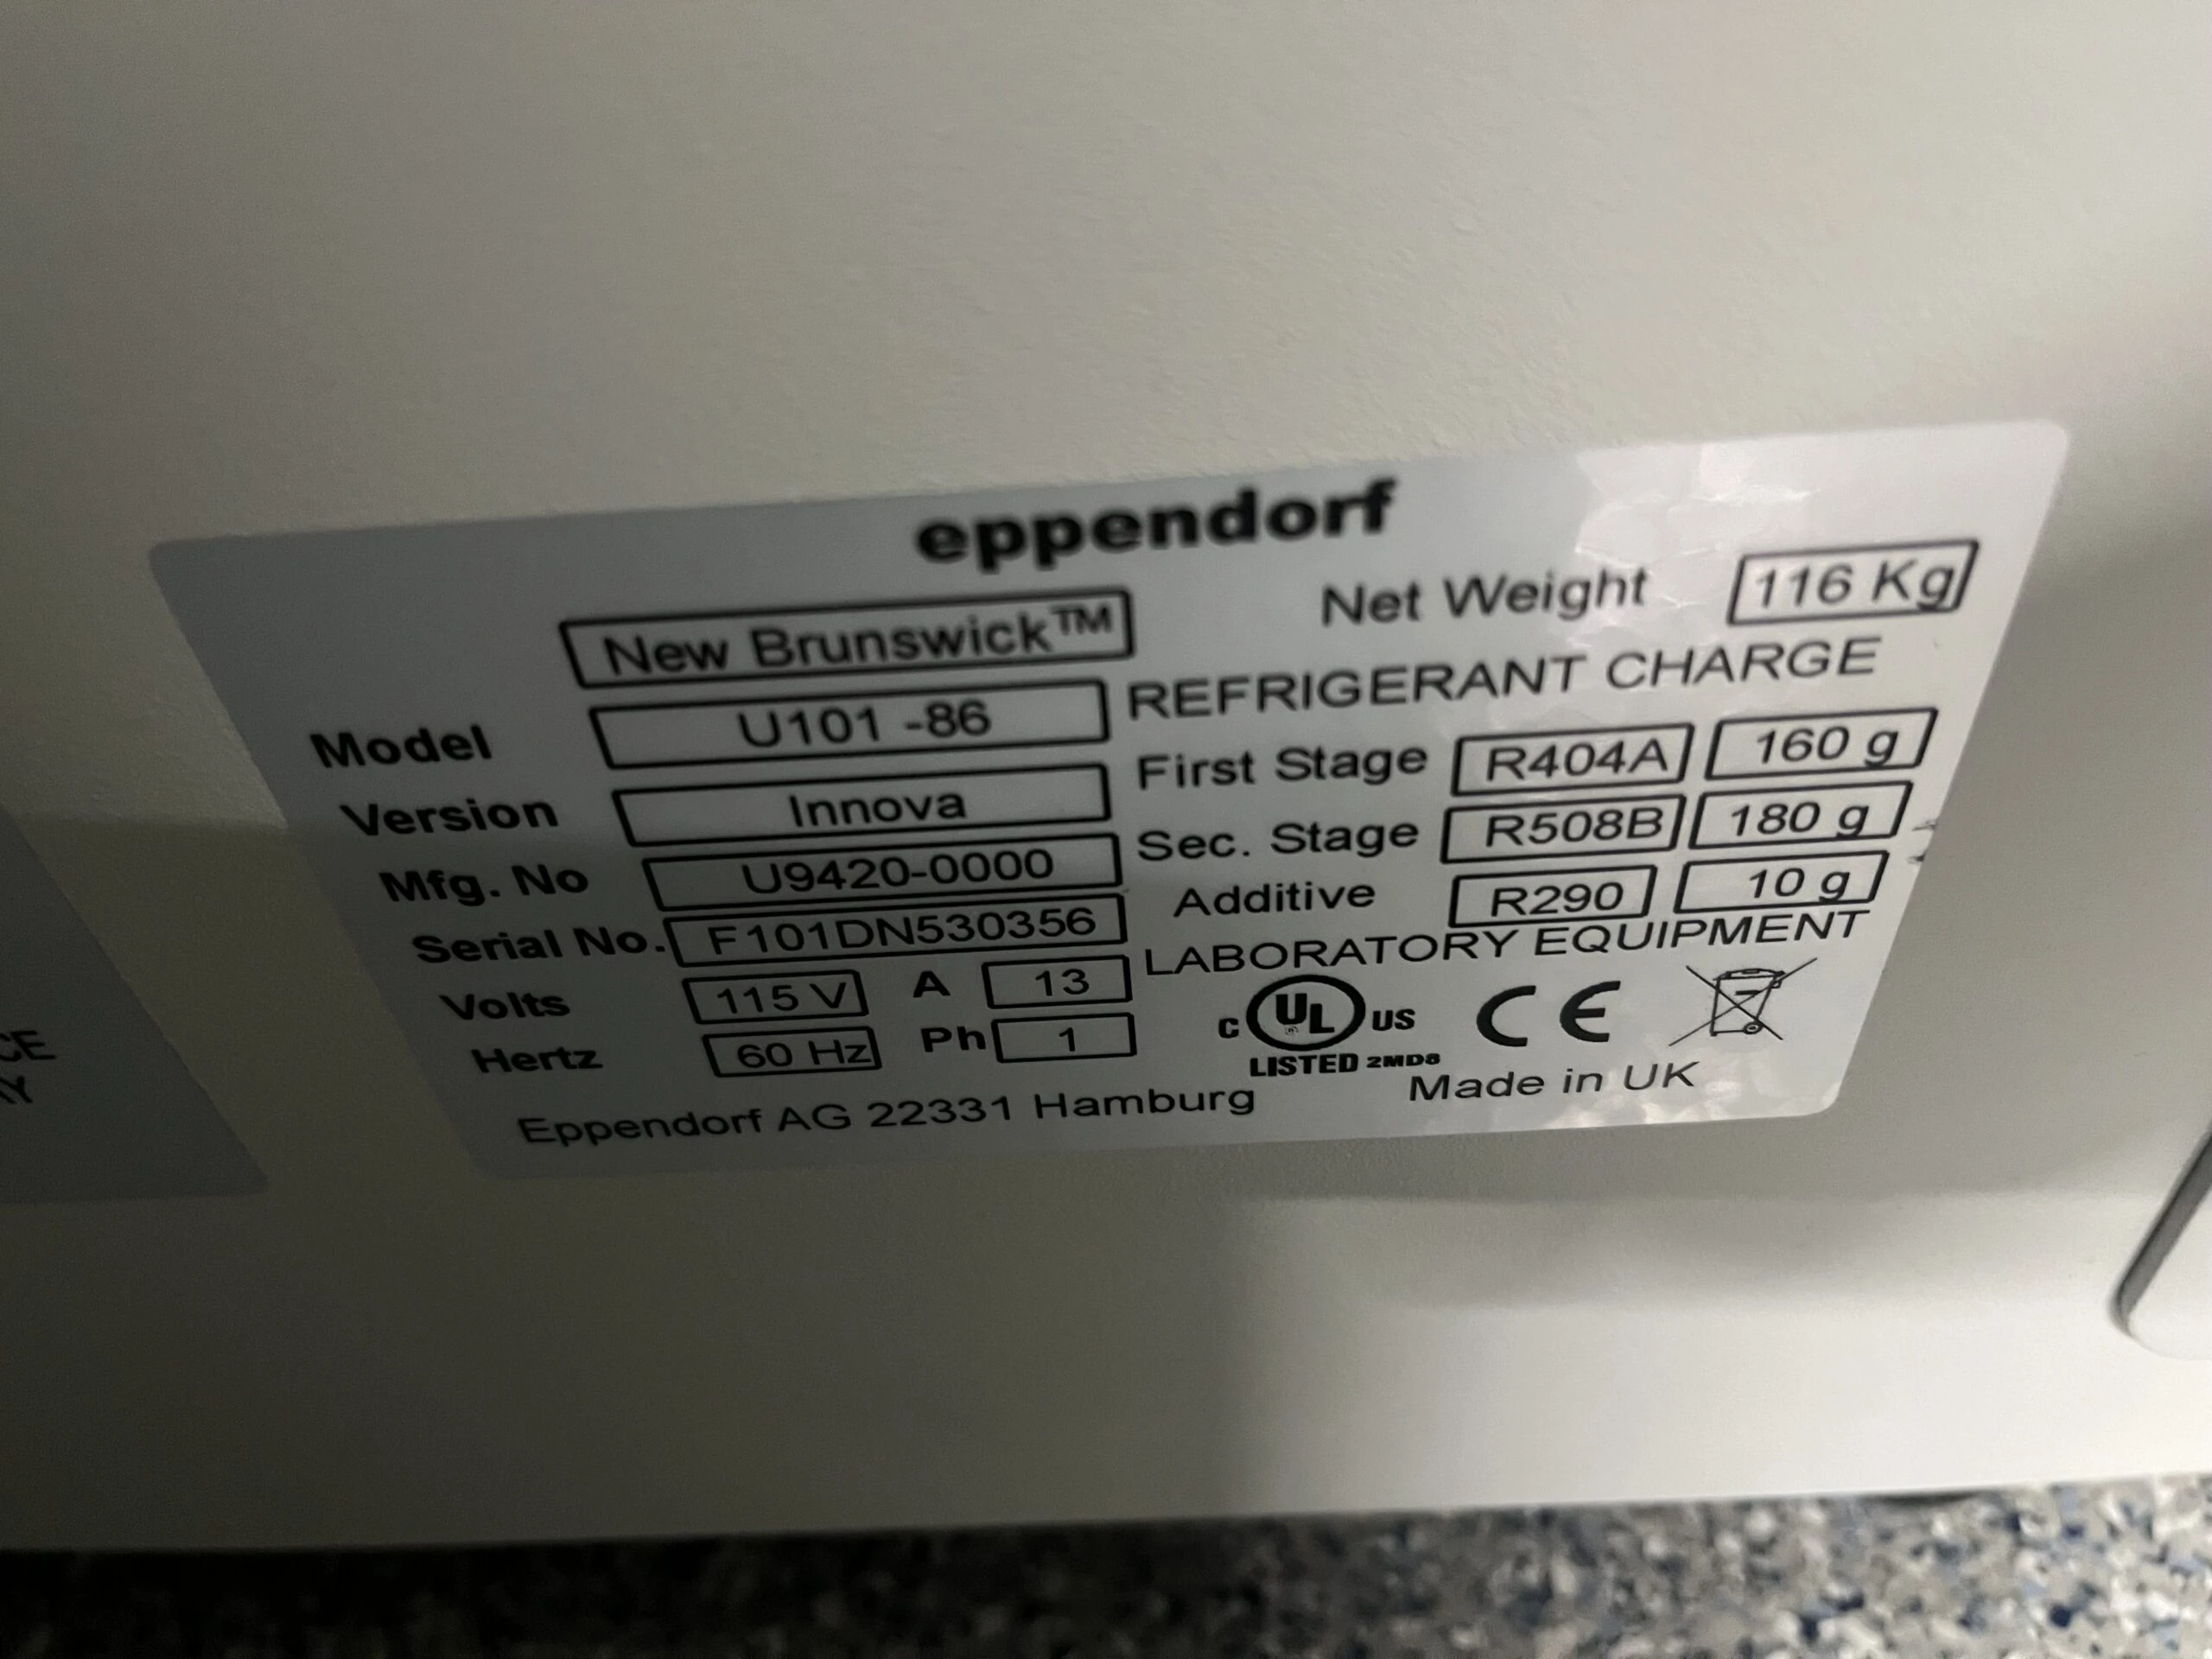 eppendorf
New Brunswick™ Net Weight 116 Kg
Model U101 -86 REFRIGERANT CHARGE
Version Innova First Stage R404A 160 g
Mfg. No U9420-0000 Sec. Stage R508B 180 g
Serial No. F101DN530356 Additive R290 10 g
LABORATORY EQUIPMENT
Volts 115 V A 13
Hertz 60 Hz Ph 1
C UL US CE
LISTED 2MD8
Eppendorf AG 22331 Hamburg Made in UK